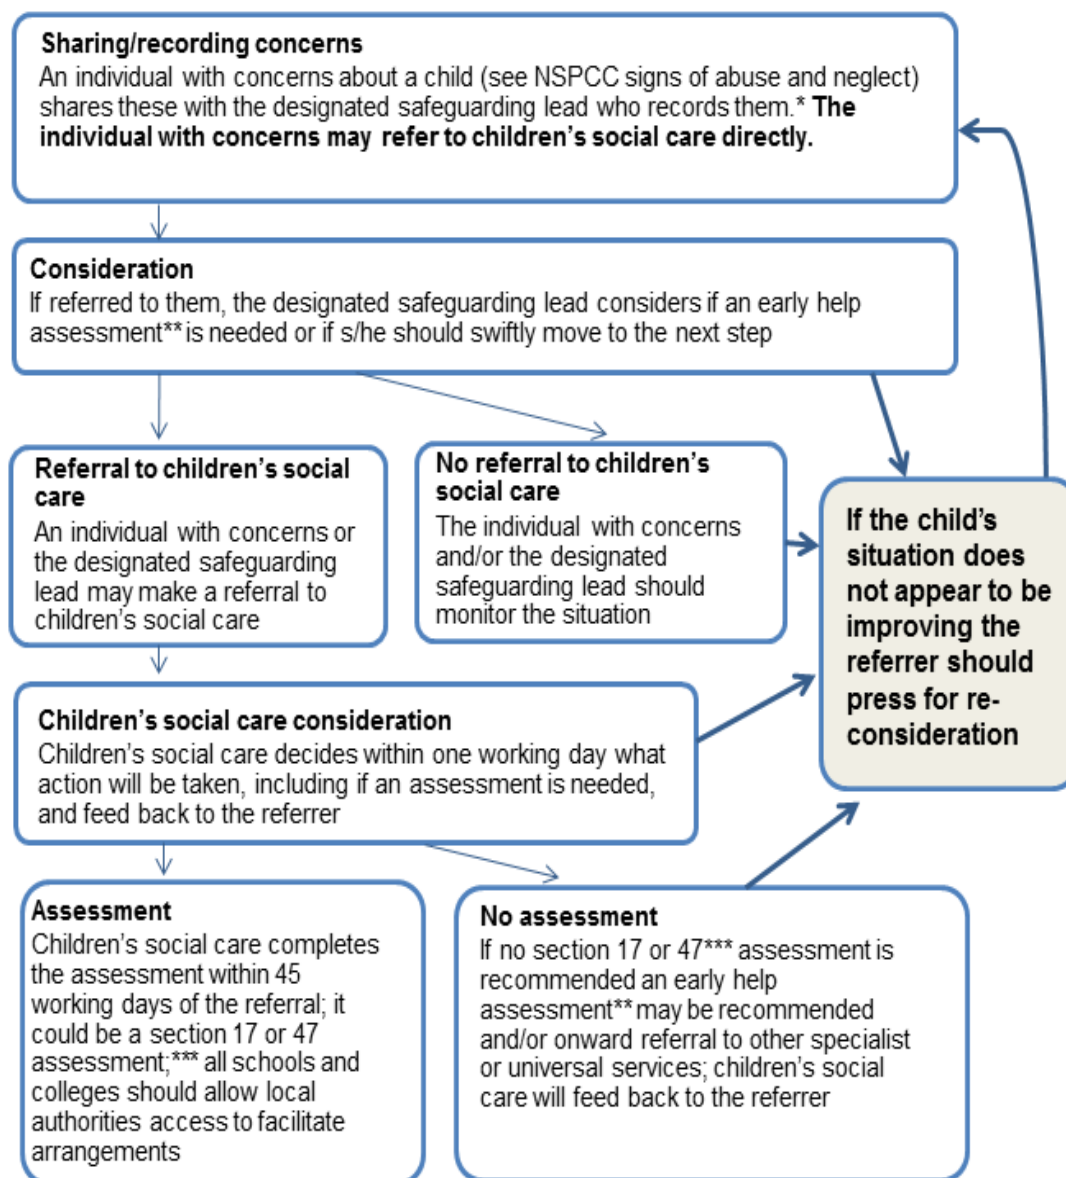 Sharing/recording concerns
An individual with concerns about a child (see NSPCC signs of abuse and neglect)
shares these with the designated safeguarding lead who records them.* The
individual with concerns may refer to children's social care directly.
Consideration
If referred to them, the designated safeguarding lead considers if an early help
assessment** is needed or if s/he should swiftly move to the next step
Referral to children's social
care
An individual with concerns or
the designated safeguarding
lead may make a referral to
children's social care
No referral to children's
social care
The individual with concerns
and/or the designated
safeguarding lead should
monitor the situation
If the child's
situation does
not appear to be
improving the
referrer should
press for re-
consideration
Children's social care consideration
Children's social care decides within one working day what
action will be taken, including if an assessment is needed,
and feed back to the referrer
Assessment
Children's social care completes
the assessment within 45
working days of the referral; it
could be a section 17 or 47
assessment;*** all schools and
colleges should allow local
authorities access to facilitate
arrangements
No assessment
If no section 17 or 47*** assessment is
recommended an early help
assessment** may be recommended
and/or onward referral to other specialist
or universal services; children's social
care will feed back to the referrer